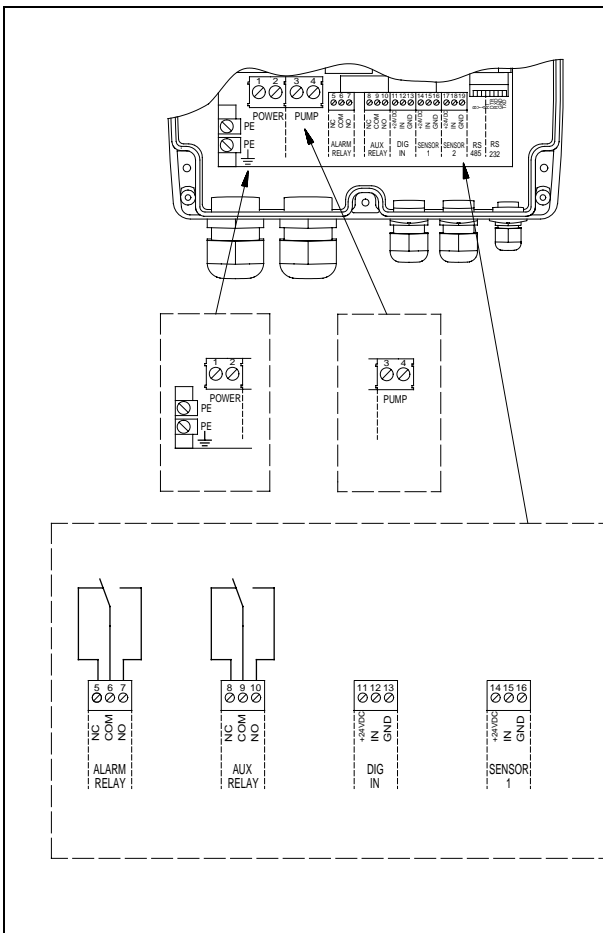 1 2 3 4
POWER PUMP
PE
PE
5 6 7 8 9 10 11 12 13 14 15 16 17 18 19
NC COM NO NC COM NO +24VDC IN GND +24VDC IN GND +24VDC IN GND
ALARM RELAY
AUX RELAY
DIG IN
SENSOR 1
SENSOR 2
RS 485
RS 232
1 2
POWER
PE
PE
3 4
PUMP
5 6 7
NC COM NO
ALARM
RELAY
8 9 10
NC COM NO
AUX
RELAY
11 12 13
+24VDC IN GND
DIG
IN
14 15 16
+24VDC IN GND
SENSOR
1